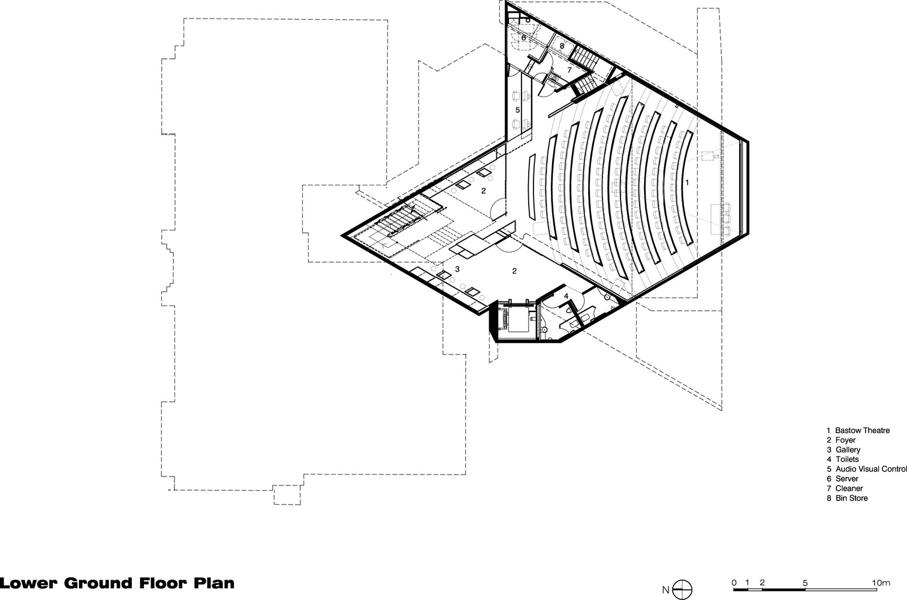 6
8
7
5
1
2
3
2
4
1 Bastow Theatre
2 Foyer
3 Gallery
4 Toilets
5 Audio Visual Control
6 Server
7 Cleaner
8 Bin Store
Lower Ground Floor Plan
N
0 1 2 5 10m